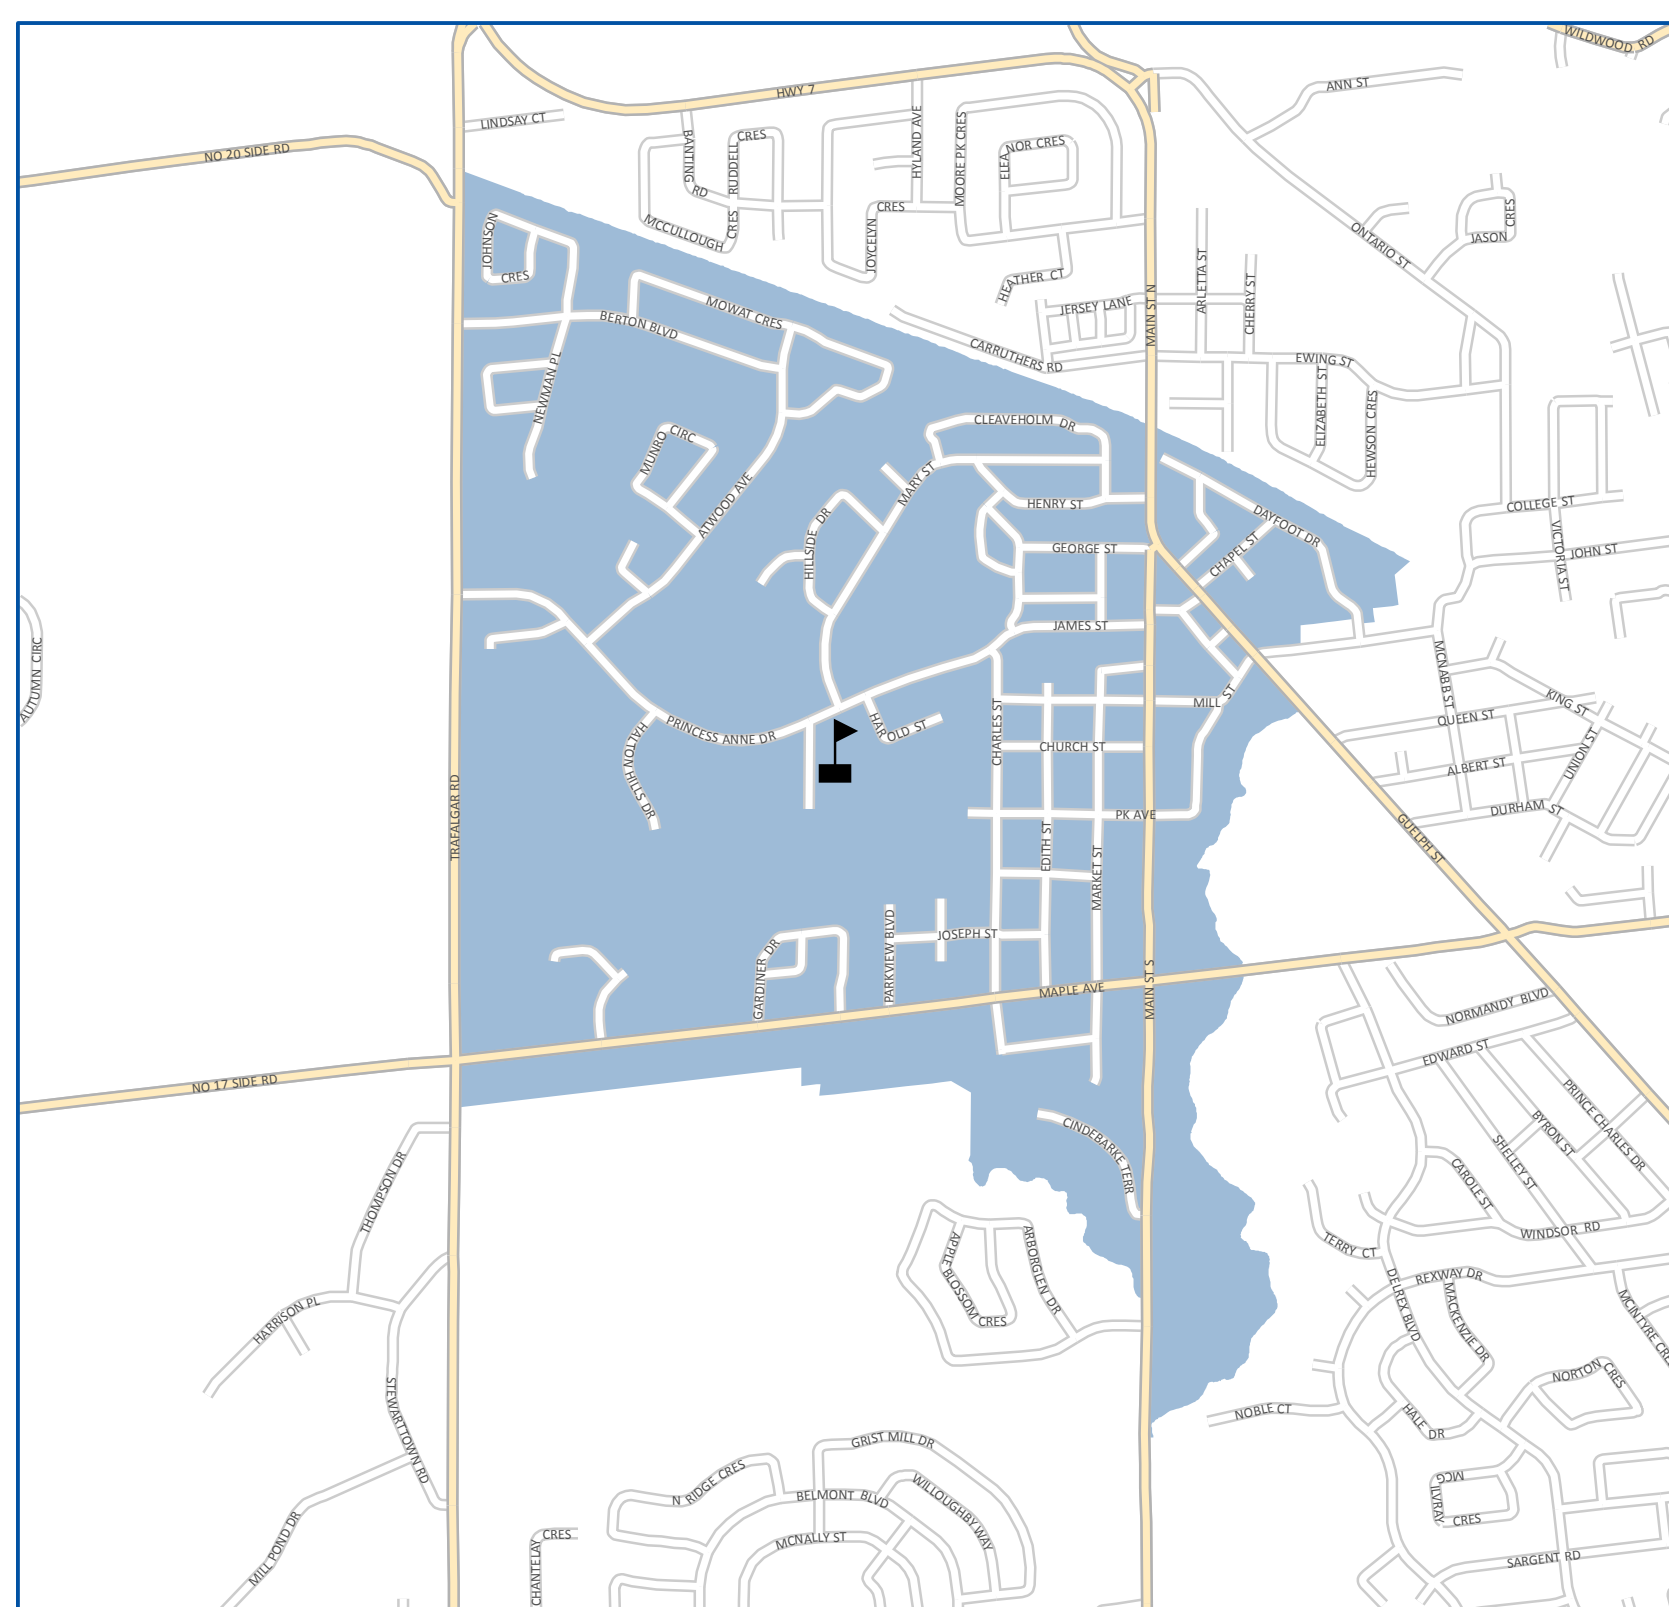 WILDWOOD RD
HWY 7
ANN ST
LINDSAY CT
NO 20 SIDE RD
BANTING RD
RUDDELL CRES
CRES
HYLAND AVE
MOORE PK CRES
ELEANOR CRES
MCCULLOUGH
JOYCELYN CRES
JASON CRES
ONTARIO ST
JOHNSON CRES
HEATHER CT
JERSEY LANE
MAIN ST N
ARLETTA ST
CHERRY ST
MOWAT CRES
BERTON BLVD
CARRUTHERS RD
EWING ST
ELIZABETH ST
HEWSON CRES
NEWMAN PL
MUNRO CIRC
CLEAVEHOLM DR
ATWOOD AVE
MARY ST
HENRY ST
HILLSIDE DR
GEORGE ST
DAYFOOT DR
CHAPEL ST
COLLEGE ST
VICTORIA ST
JOHN ST
JAMES ST
AUTUMN CIRC
MCNABB ST
KING ST
QUEEN ST
UNION ST
ALBERT ST
DURHAM ST
MILL ST
CHARLES ST
CHURCH ST
HAROLD ST
PRINCESS ANNE DR
HALTON HILLS DR
TRAFALGAR RD
PK AVE
EDITH ST
MARKET ST
GUELPH ST
GARDINER DR
PARKVIEW BLVD
JOSEPH ST
MAPLE AVE
MAIN ST S
NORMANDY BLVD
EDWARD ST
NO 17 SIDE RD
PRINCE CHARLES DR
BYRON ST
SHELLEY ST
CAROLE ST
CINDEBARKE TERR
THOMPSON DR
WINDSOR RD
TERRY CT
APPLE BLOSSOM CRES
ARBORGLEN DR
REXWAY DR
DELREX BLVD
MACKENZIE DR
MCINTYRE CRE
HARRISON PL
NORTON CRES
STEWARTTOWN RD
NOBLE CT
HALE DR
GRIST MILL DR
N RIDGE CRES
BELMONT BLVD
WILLOUGHBY WAY
MCGILVRAY CRES
MCNALLY ST
MILL POND DR
CHANTELAY CRES
SARGENT RD